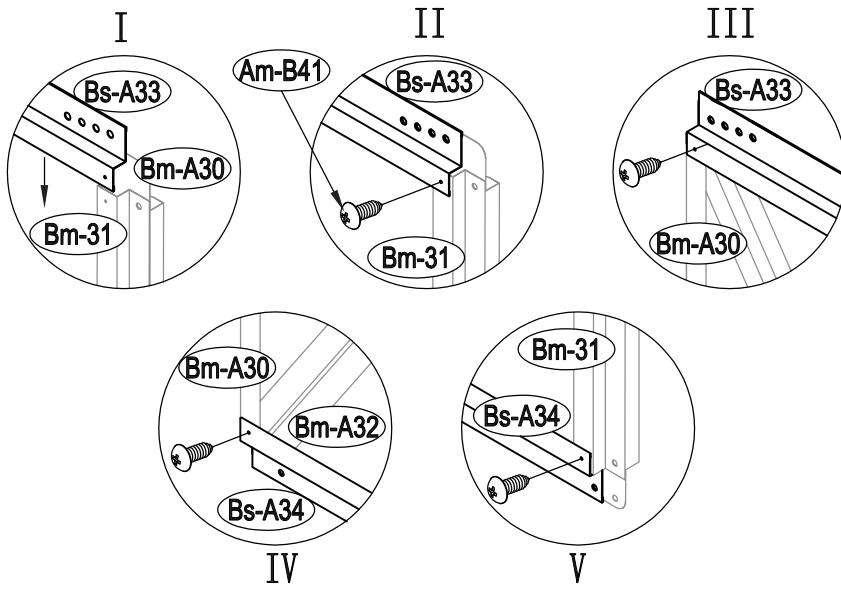 I
II
III
Bs-A33
Bm-A30
Bm-31
Am-B41
Bs-A33
Bm-31
Bs-A33
Bm-A30
Bm-A30
Bm-A32
Bs-A34
Bm-31
Bs-A34
IV
V